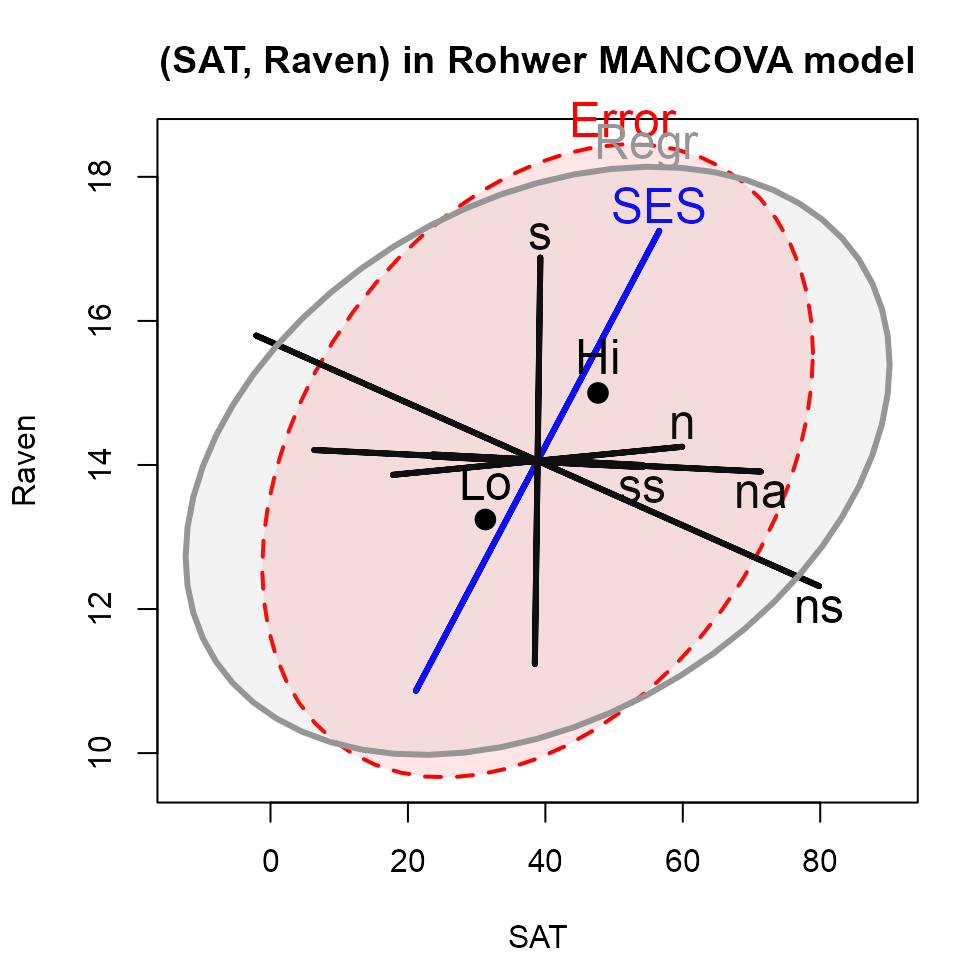 (SAT, Raven) in Rohwer MANCOVA model
Error
Regr
SES
s
Hi
n
Lo
ss
na
ns
Raven
18
16
14
12
10
0 20 40 60 80
SAT